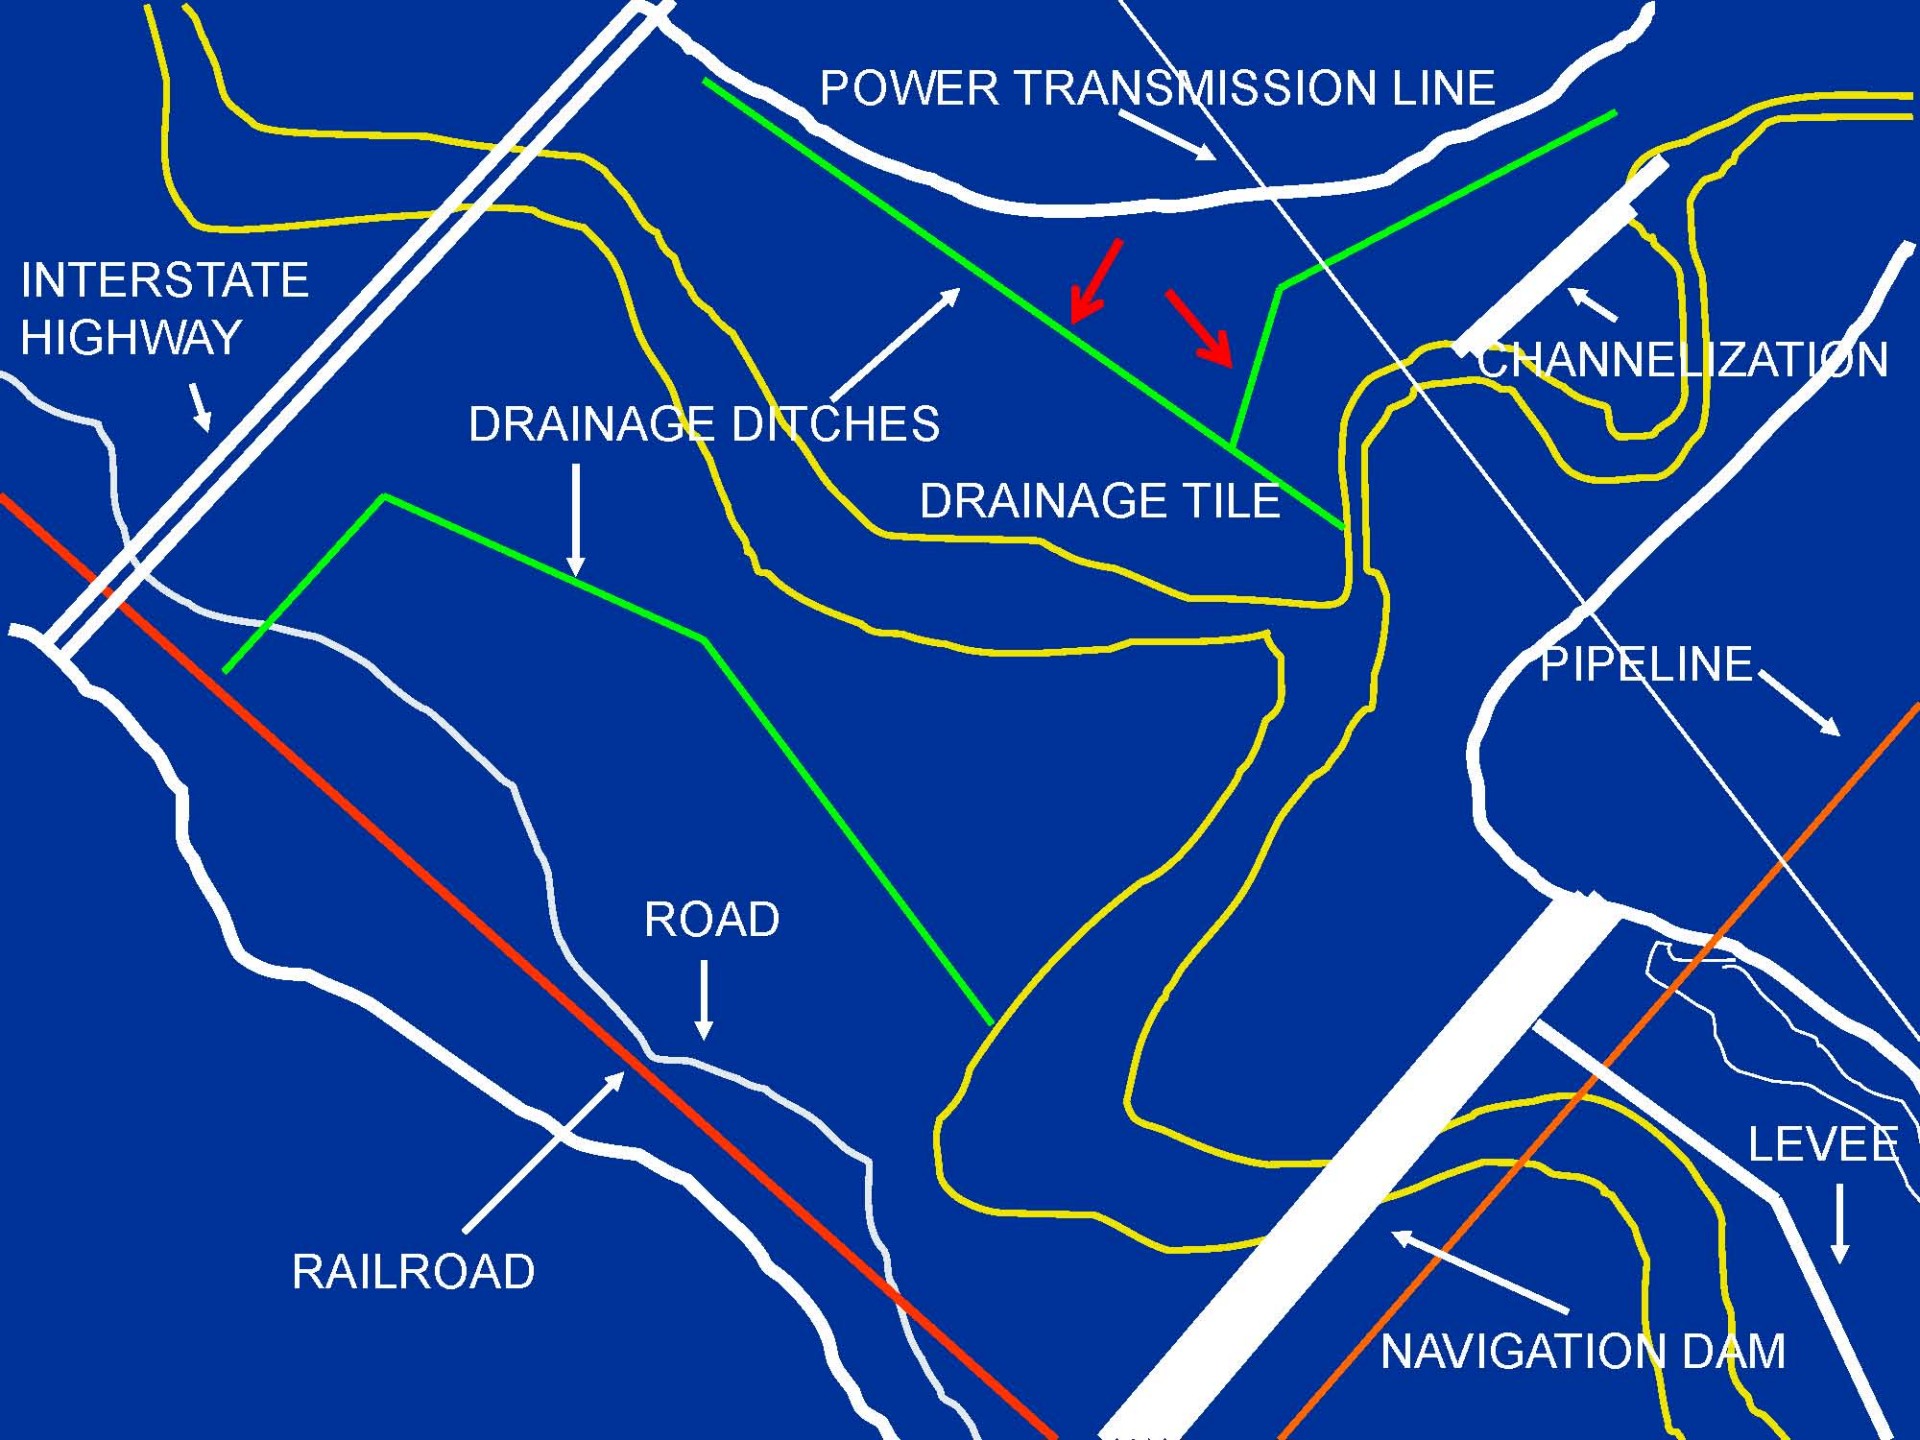 POWER TRANSMISSION LINE
INTERSTATE
HIGHWAY
CHANNELIZATION
DRAINAGE DITCHES
DRAINAGE TILE
PIPELINE
ROAD
LEVEE
RAILROAD
NAVIGATION DAM